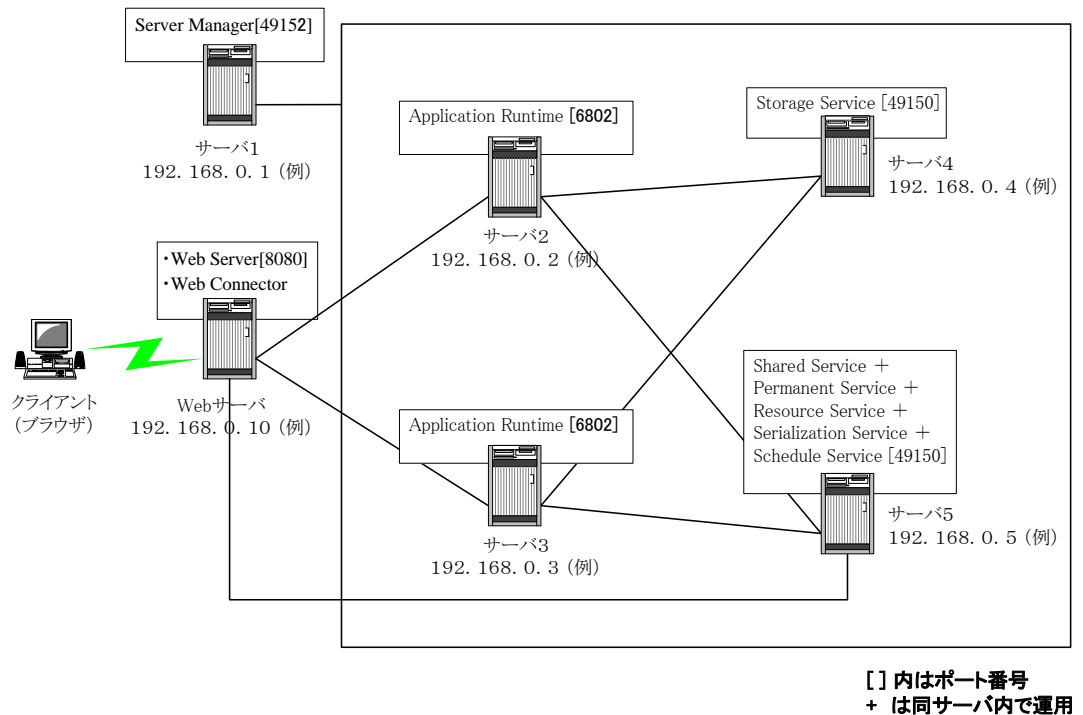 Server Manager[49152]
サーバ1
192．168．0．1（例）
Application Runtime [6802]
サーバ2
192．168．0．2（例）
Storage Service [49150]
サーバ4
192．168．0．4（例）
・Web Server[8080]
・Web Connector
Webサーバ
192．168．0．10（例）
クライアント
（ブラウザ）
Application Runtime [6802]
サーバ3
192．168．0．3（例）
Shared Service ＋
Permanent Service ＋
Resource Service ＋
Serialization Service ＋
Schedule Service [49150]
サーバ5
192．168．0．5（例）
[ ] 内はポート番号
+ は同サーバ内で運用